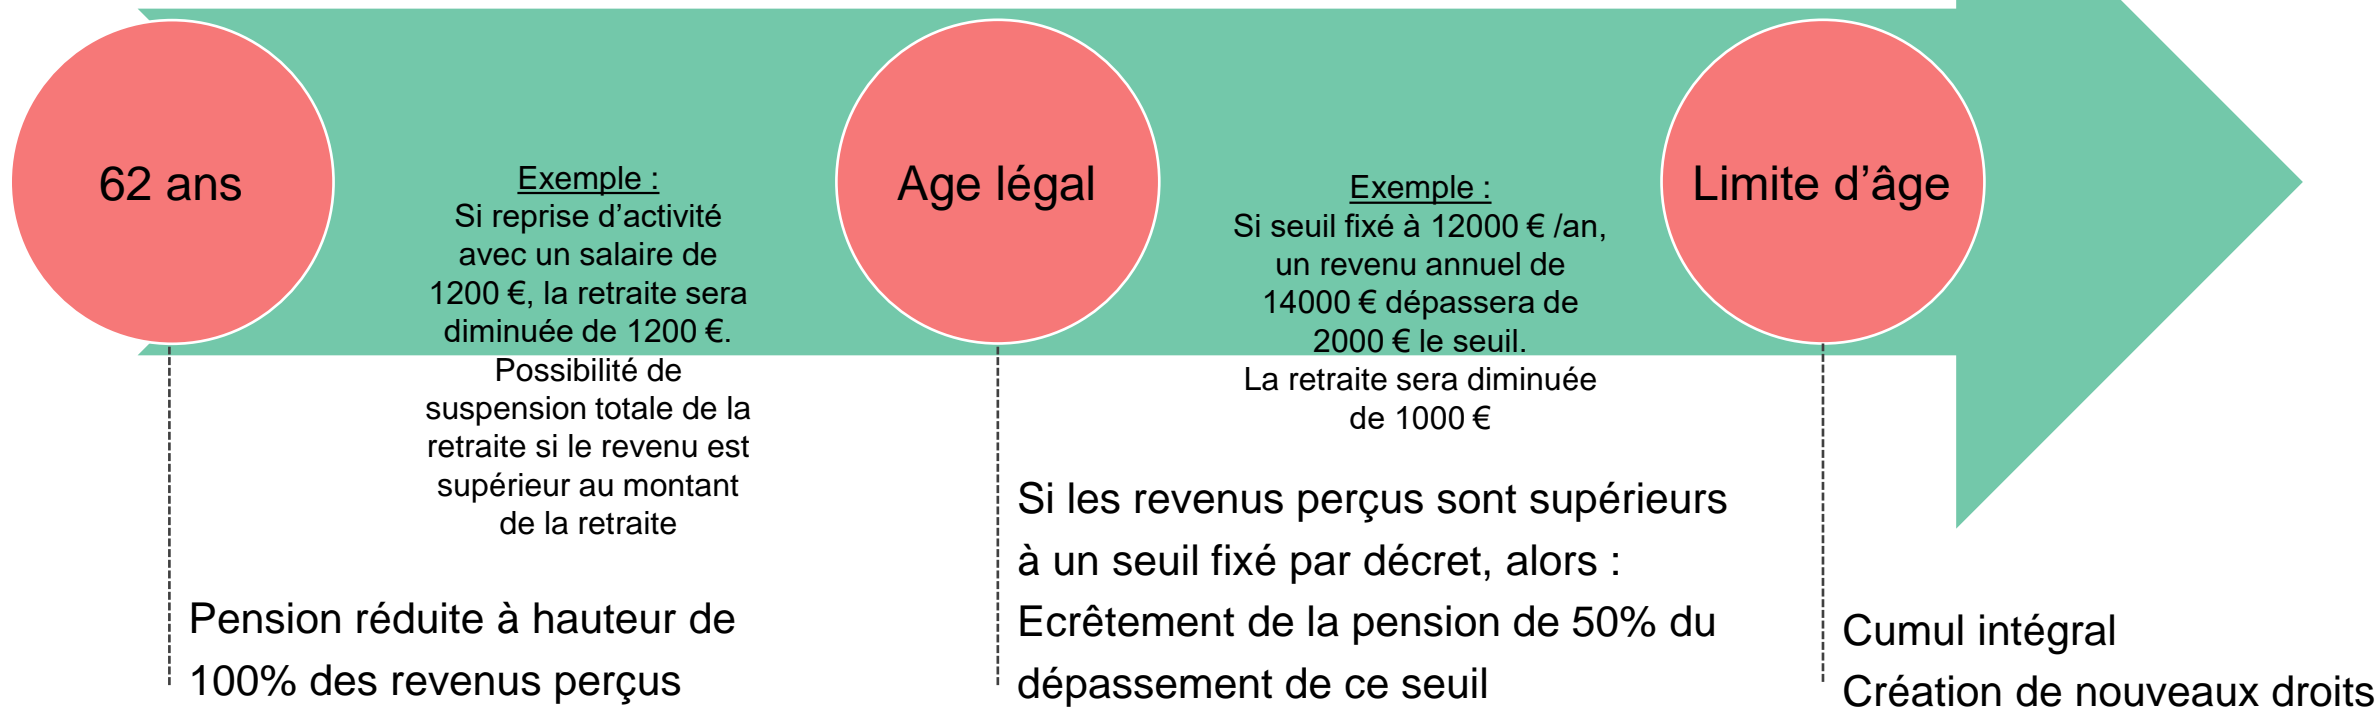 62 ans
Exemple :
Si reprise d’activité
avec un salaire de
1200 €, la retraite sera
diminuée de 1200 €.
Possibilité de
suspension totale de la
retraite si le revenu est
supérieur au montant
de la retraite
Pension réduite à hauteur de
100% des revenus perçus
Age légal
Exemple :
Si seuil fixé à 12000 € /an,
un revenu annuel de
14000 € dépassera de
2000 € le seuil.
La retraite sera diminuée
de 1000 €
Si les revenus perçus sont supérieurs
à un seuil fixé par décret, alors :
Ecrêtement de la pension de 50% du
dépassement de ce seuil
Limite d’âge
Cumul intégral
Création de nouveaux droits